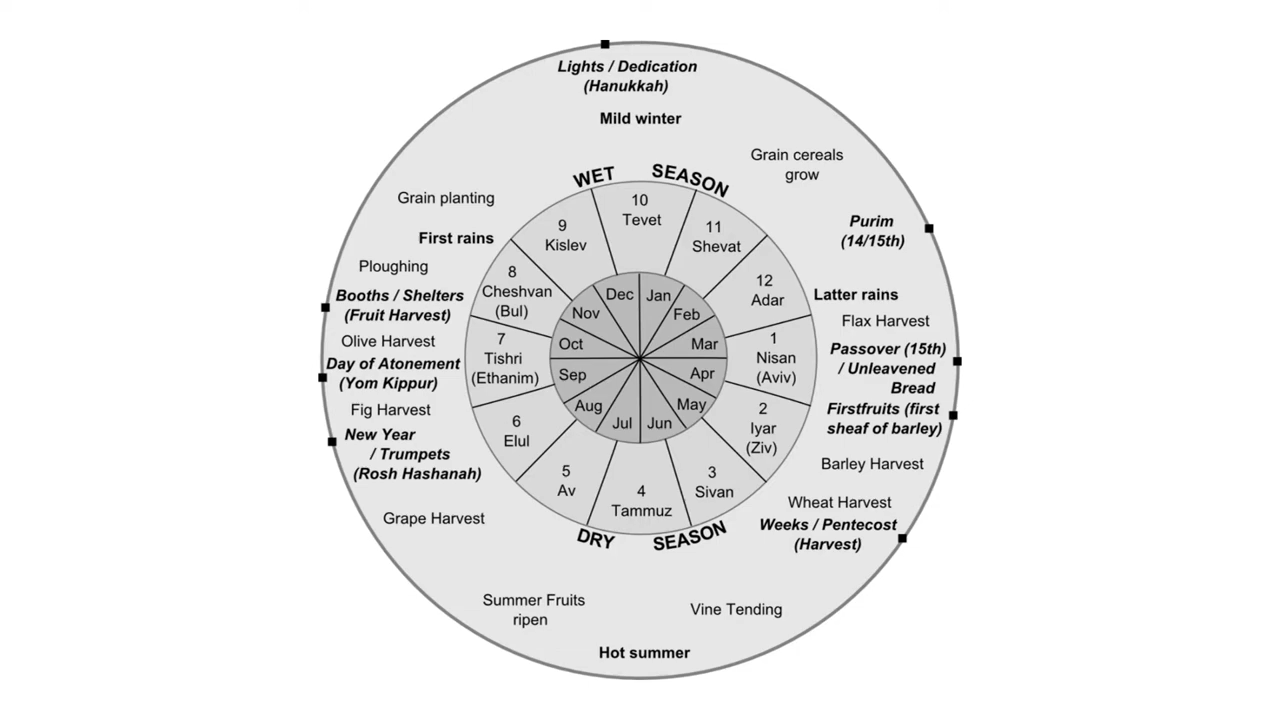 Lights / Dedication
(Hanukkah)
Mild winter
Grain cereals
grow
WET SEASON
Grain planting
First rains
Ploughing
Booths / Shelters
(Fruit Harvest)
Olive Harvest
Day of Atonement
(Yom Kippur)
Fig Harvest
New Year
/ Trumpets
(Rosh Hashanah)
Grape Harvest
Summer Fruits
ripen
Hot summer
Vine Tending
Purim
(14/15th)
Latter rains
Flax Harvest
Passover (15th)
/ Unleavened
Bread
Firstfruits (first
sheaf of barley)
Barley Harvest
Wheat Harvest
Weeks / Pentecost
(Harvest)
DRY SEASON
10
Tevet
11
Shevat
12
Adar
1
Nisan
(Aviv)
2
Iyar
(Ziv)
3
Sivan
4
Tammuz
5
Av
6
Elul
7
Tishri
(Ethanim)
8
Cheshvan
(Bul)
9
Kislev
Jan
Feb
Mar
Apr
May
Jun
Jul
Aug
Sep
Oct
Nov
Dec